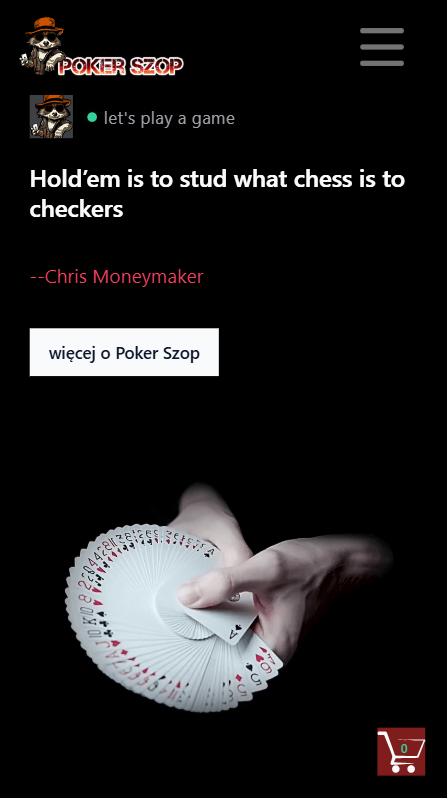 POKER SZOP
let's play a game
Hold’em is to stud what chess is to
checkers
--Chris Moneymaker
więcej o Poker Szop
A
0